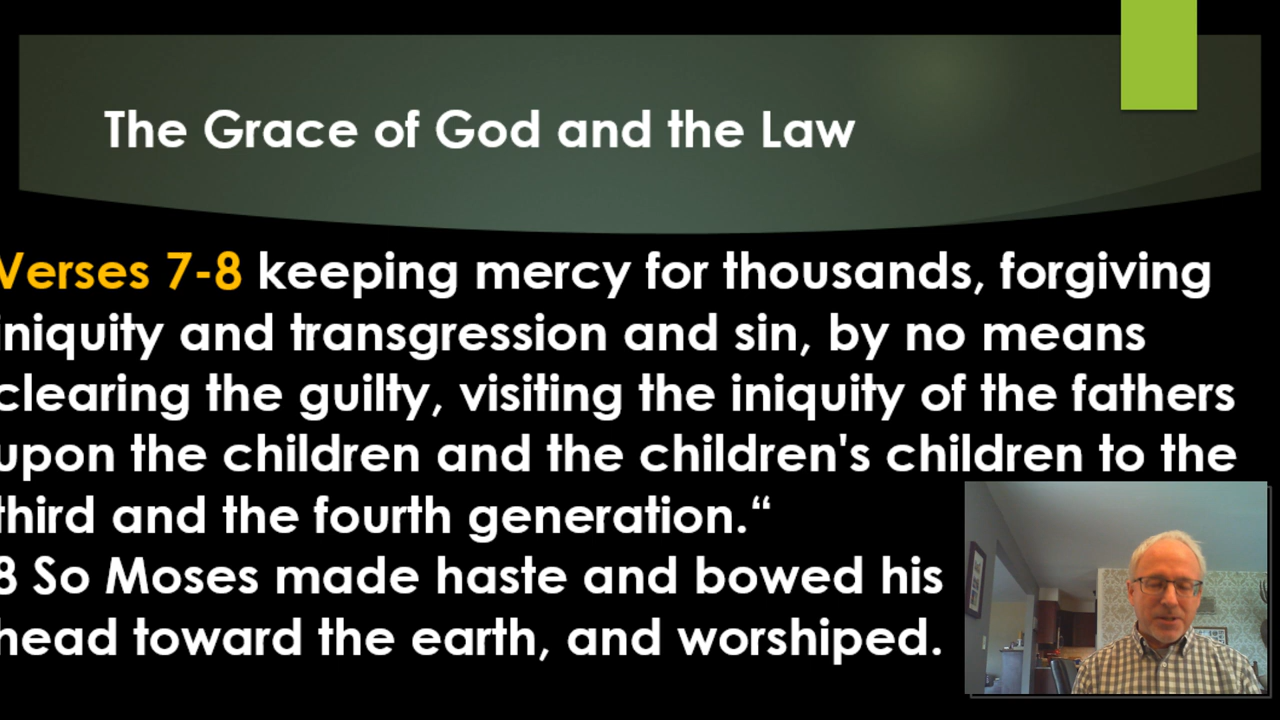 The Grace of God and the Law
Verses 7-8 keeping mercy for thousands, forgiving
iniquity and transgression and sin, by no means
clearing the guilty, visiting the iniquity of the fathers
upon the children and the children's children to the
third and the fourth generation.“
8 So Moses made haste and bowed his
head toward the earth, and worshiped.